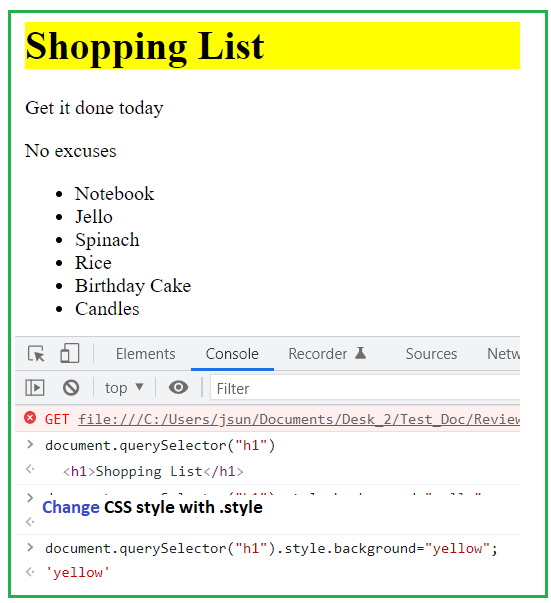 Shopping List
Get it done today
No excuses
Notebook
Jello
Spinach
Rice
Birthday Cake
Candles
Elements Console Recorder Sources Netw
top Filter
GET file:///C:/Users/jsun/Documents/Desk_2/Test_Doc/Review
document.querySelector("h1")
<h1>Shopping List</h1>
Change CSS style with .style
document.querySelector("h1").style.background="yellow";
'yellow'